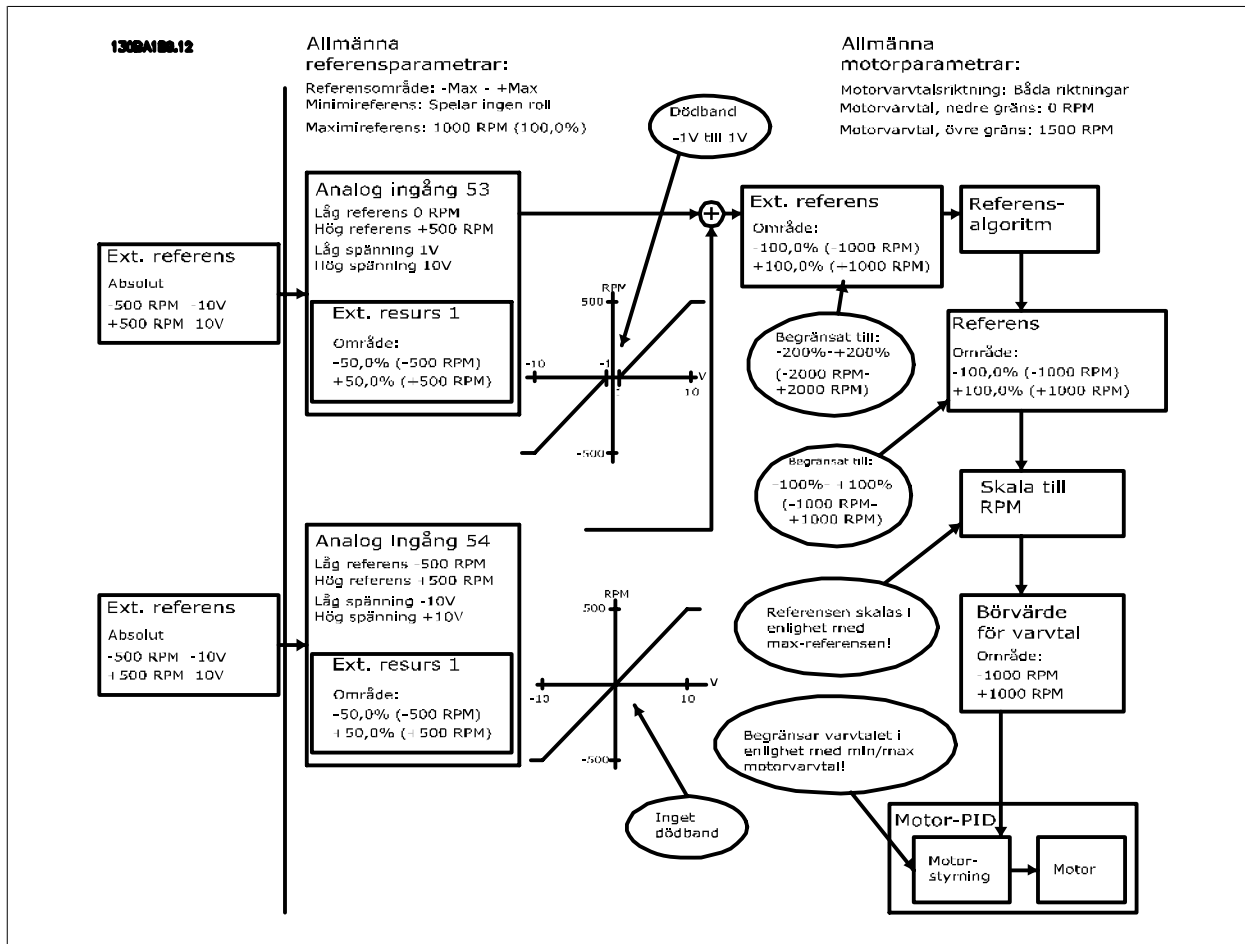 130BA188.12
Allmänna
referensparametrar:
Referensområde: -Max - +Max
Minimireferens: Spelar ingen roll
Maximireferens: 1000 RPM (100,0%)
Allmänna
motorparametrar:
Motorvarvtalsriktning: Båda riktningar
Motorvarvtal, nedre gräns: 0 RPM
Motorvarvtal, övre gräns: 1500 RPM
Dödband
-1V till 1V
Ext. referens
Absolut
-500 RPM -10V
+500 RPM 10V
Analog ingång 53
Låg referens 0 RPM
Hög referens +500 RPM
Låg spänning 1V
Hög spänning 10V
Ext. resurs 1
Område:
-50,0% (-500 RPM)
+50,0% (+500 RPM)
RPM
500
-10
-1
1
10
V
-500
Ext. referens
Område:
-100,0% (-1000 RPM)
+100,0% (+1000 RPM)
Referens-
algoritm
Begränsat till:
-200%-+200%
(-2000 RPM-
+2000 RPM)
Referens
Område:
-100,0% (-1000 RPM)
+100,0% (+1000 RPM)
Begränsat till:
-100%- +100%
(-1000 RPM-
+1000 RPM)
Skala till
RPM
Ext. referens
Absolut
-500 RPM -10V
+500 RPM 10V
Analog Ingång 54
Låg referens -500 RPM
Hög referens +500 RPM
Låg spänning -10V
Hög spänning +10V
Ext. resurs 1
Område:
-50,0% (-500 RPM)
+50,0% (+500 RPM)
RPM
500
-10
10
V
-500
Inget
dödband
Referensen skalas i
enlighet med
max-referensen!
Börvärde
för varvtal
Område:
-1000 RPM
+1000 RPM
Begränsar varvtalet i
enlighet med min/max
motorvarvtal!
Motor-PID
Motor-
styrning
Motor